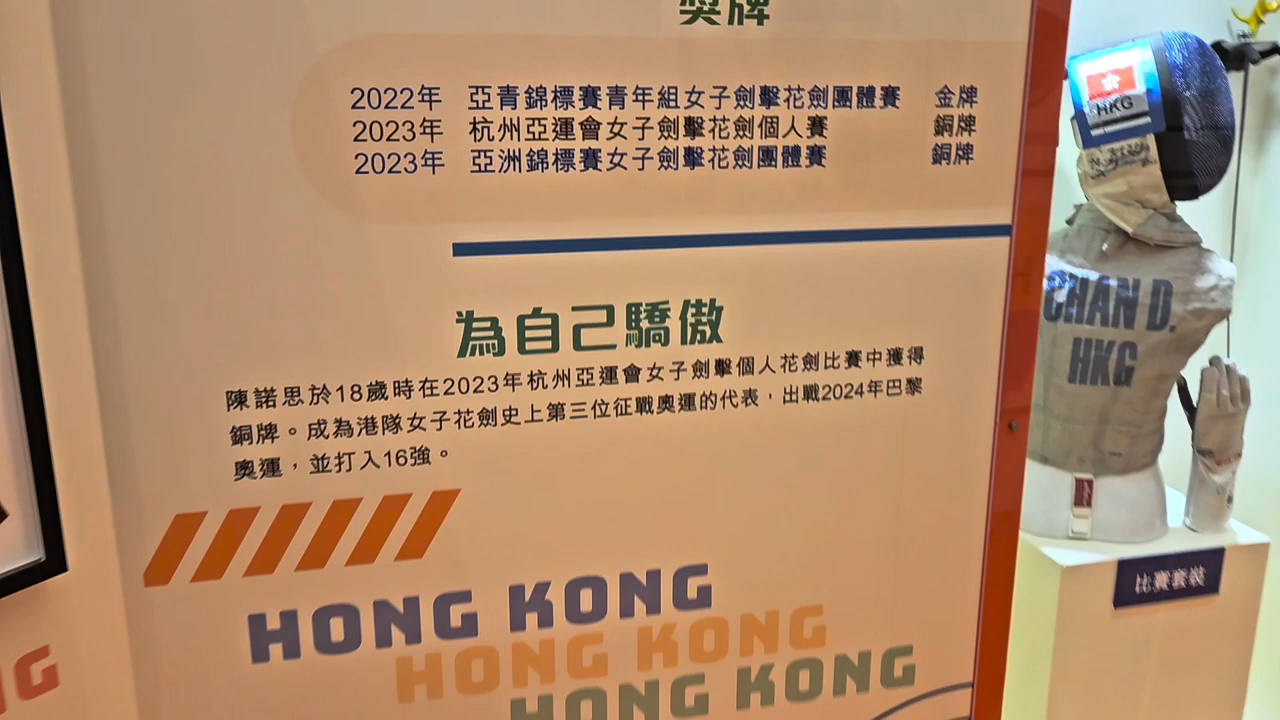 獎牌
2022年 亞青錦標賽青年組女子劍擊花劍團體賽 金牌
2023年 杭州亞運會女子劍擊花劍個人賽 銅牌
2023年 亞洲錦標賽女子劍擊花劍團體賽 銅牌
為自己驕傲
陳諾思於18歲時在2023年杭州亞運會女子劍擊個人花劍比賽中獲得
銅牌。成為港隊女子花劍史上第三位征戰奧運的代表，出戰2024年巴黎
奧運，並打入16強。
HONG KONG
HONG KONG
HONG KONG
NG
HKG
CHAN D.
HKG
比賽套裝